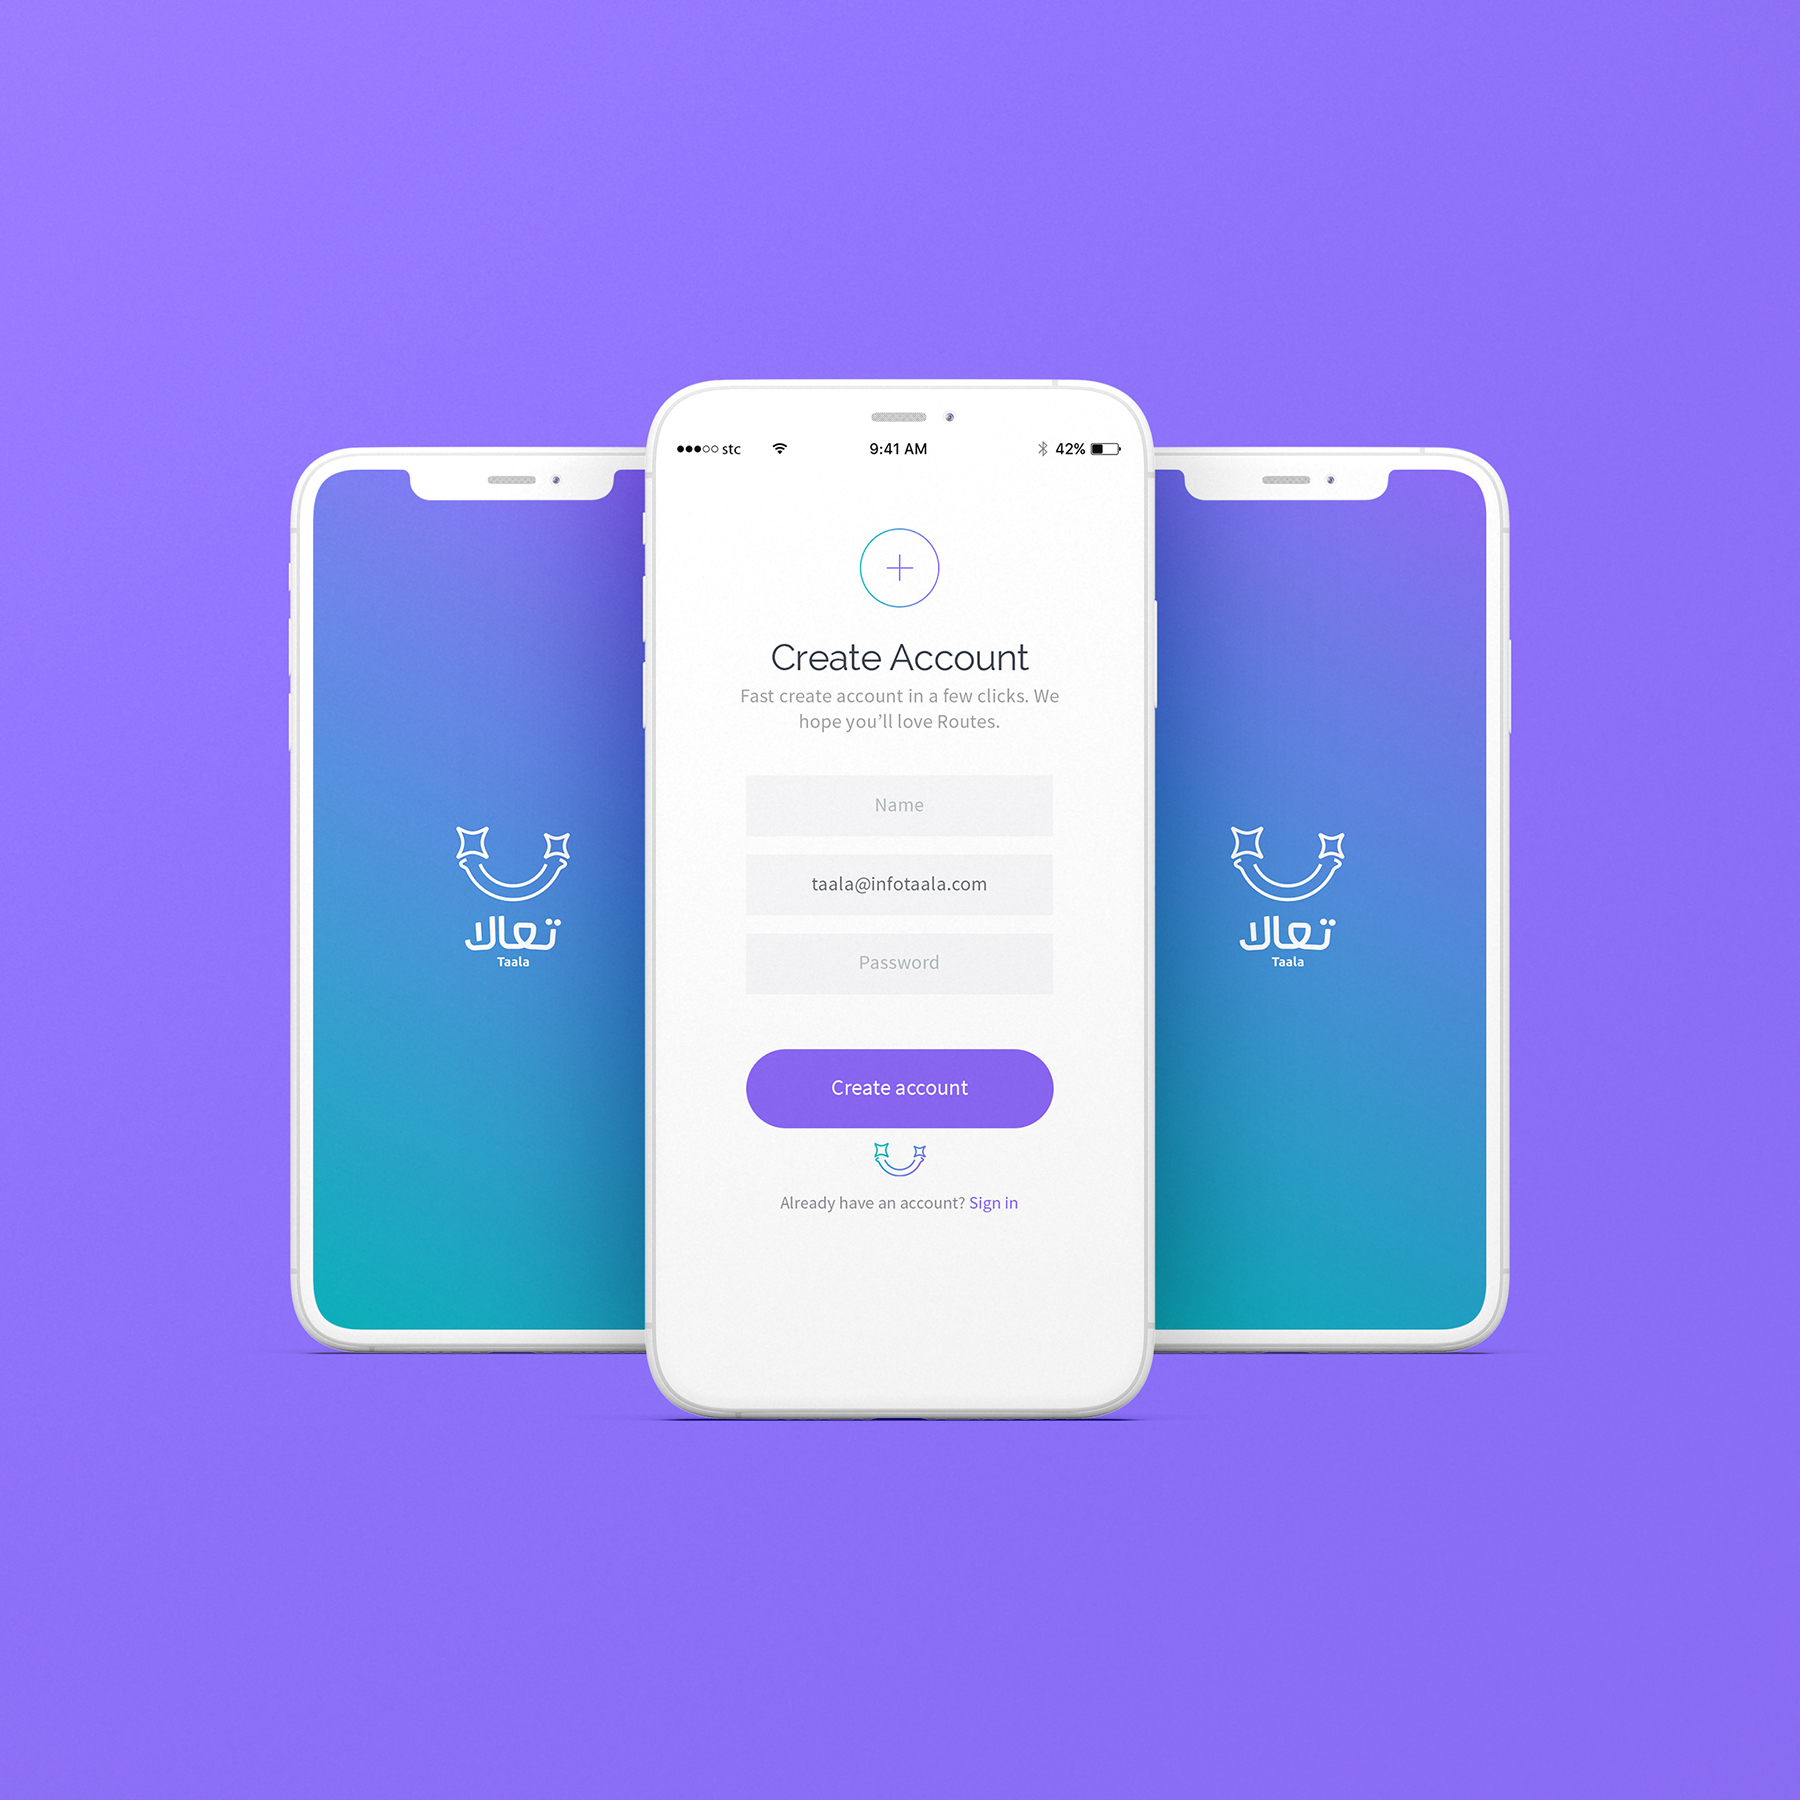 stc
9:41 AM
42%
Create Account
Fast create account in a few clicks. We
hope you’ll love Routes.
Name
taala@infotaala.com
Password
Create account
Already have an account? Sign in
تعالا
Taala
تعالا
Taala